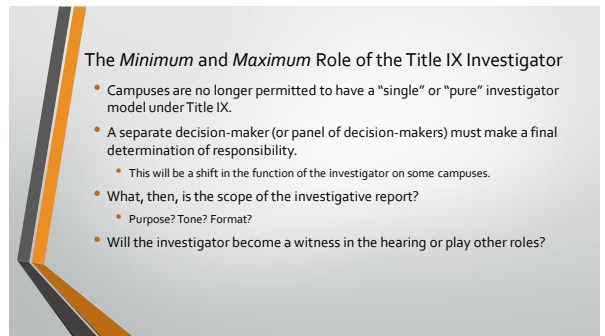 The Minimum and Maximum Role of the Title IX Investigator
• Campuses are no longer permitted to have a “single” or “pure” investigator
model under Title IX.
• A separate decision-maker (or panel of decision-makers) must make a final
determination of responsibility.
• This will be a shift in the function of the investigator on some campuses.
• What, then, is the scope of the investigative report?
• Purpose? Tone? Format?
• Will the investigator become a witness in the hearing or play other roles?